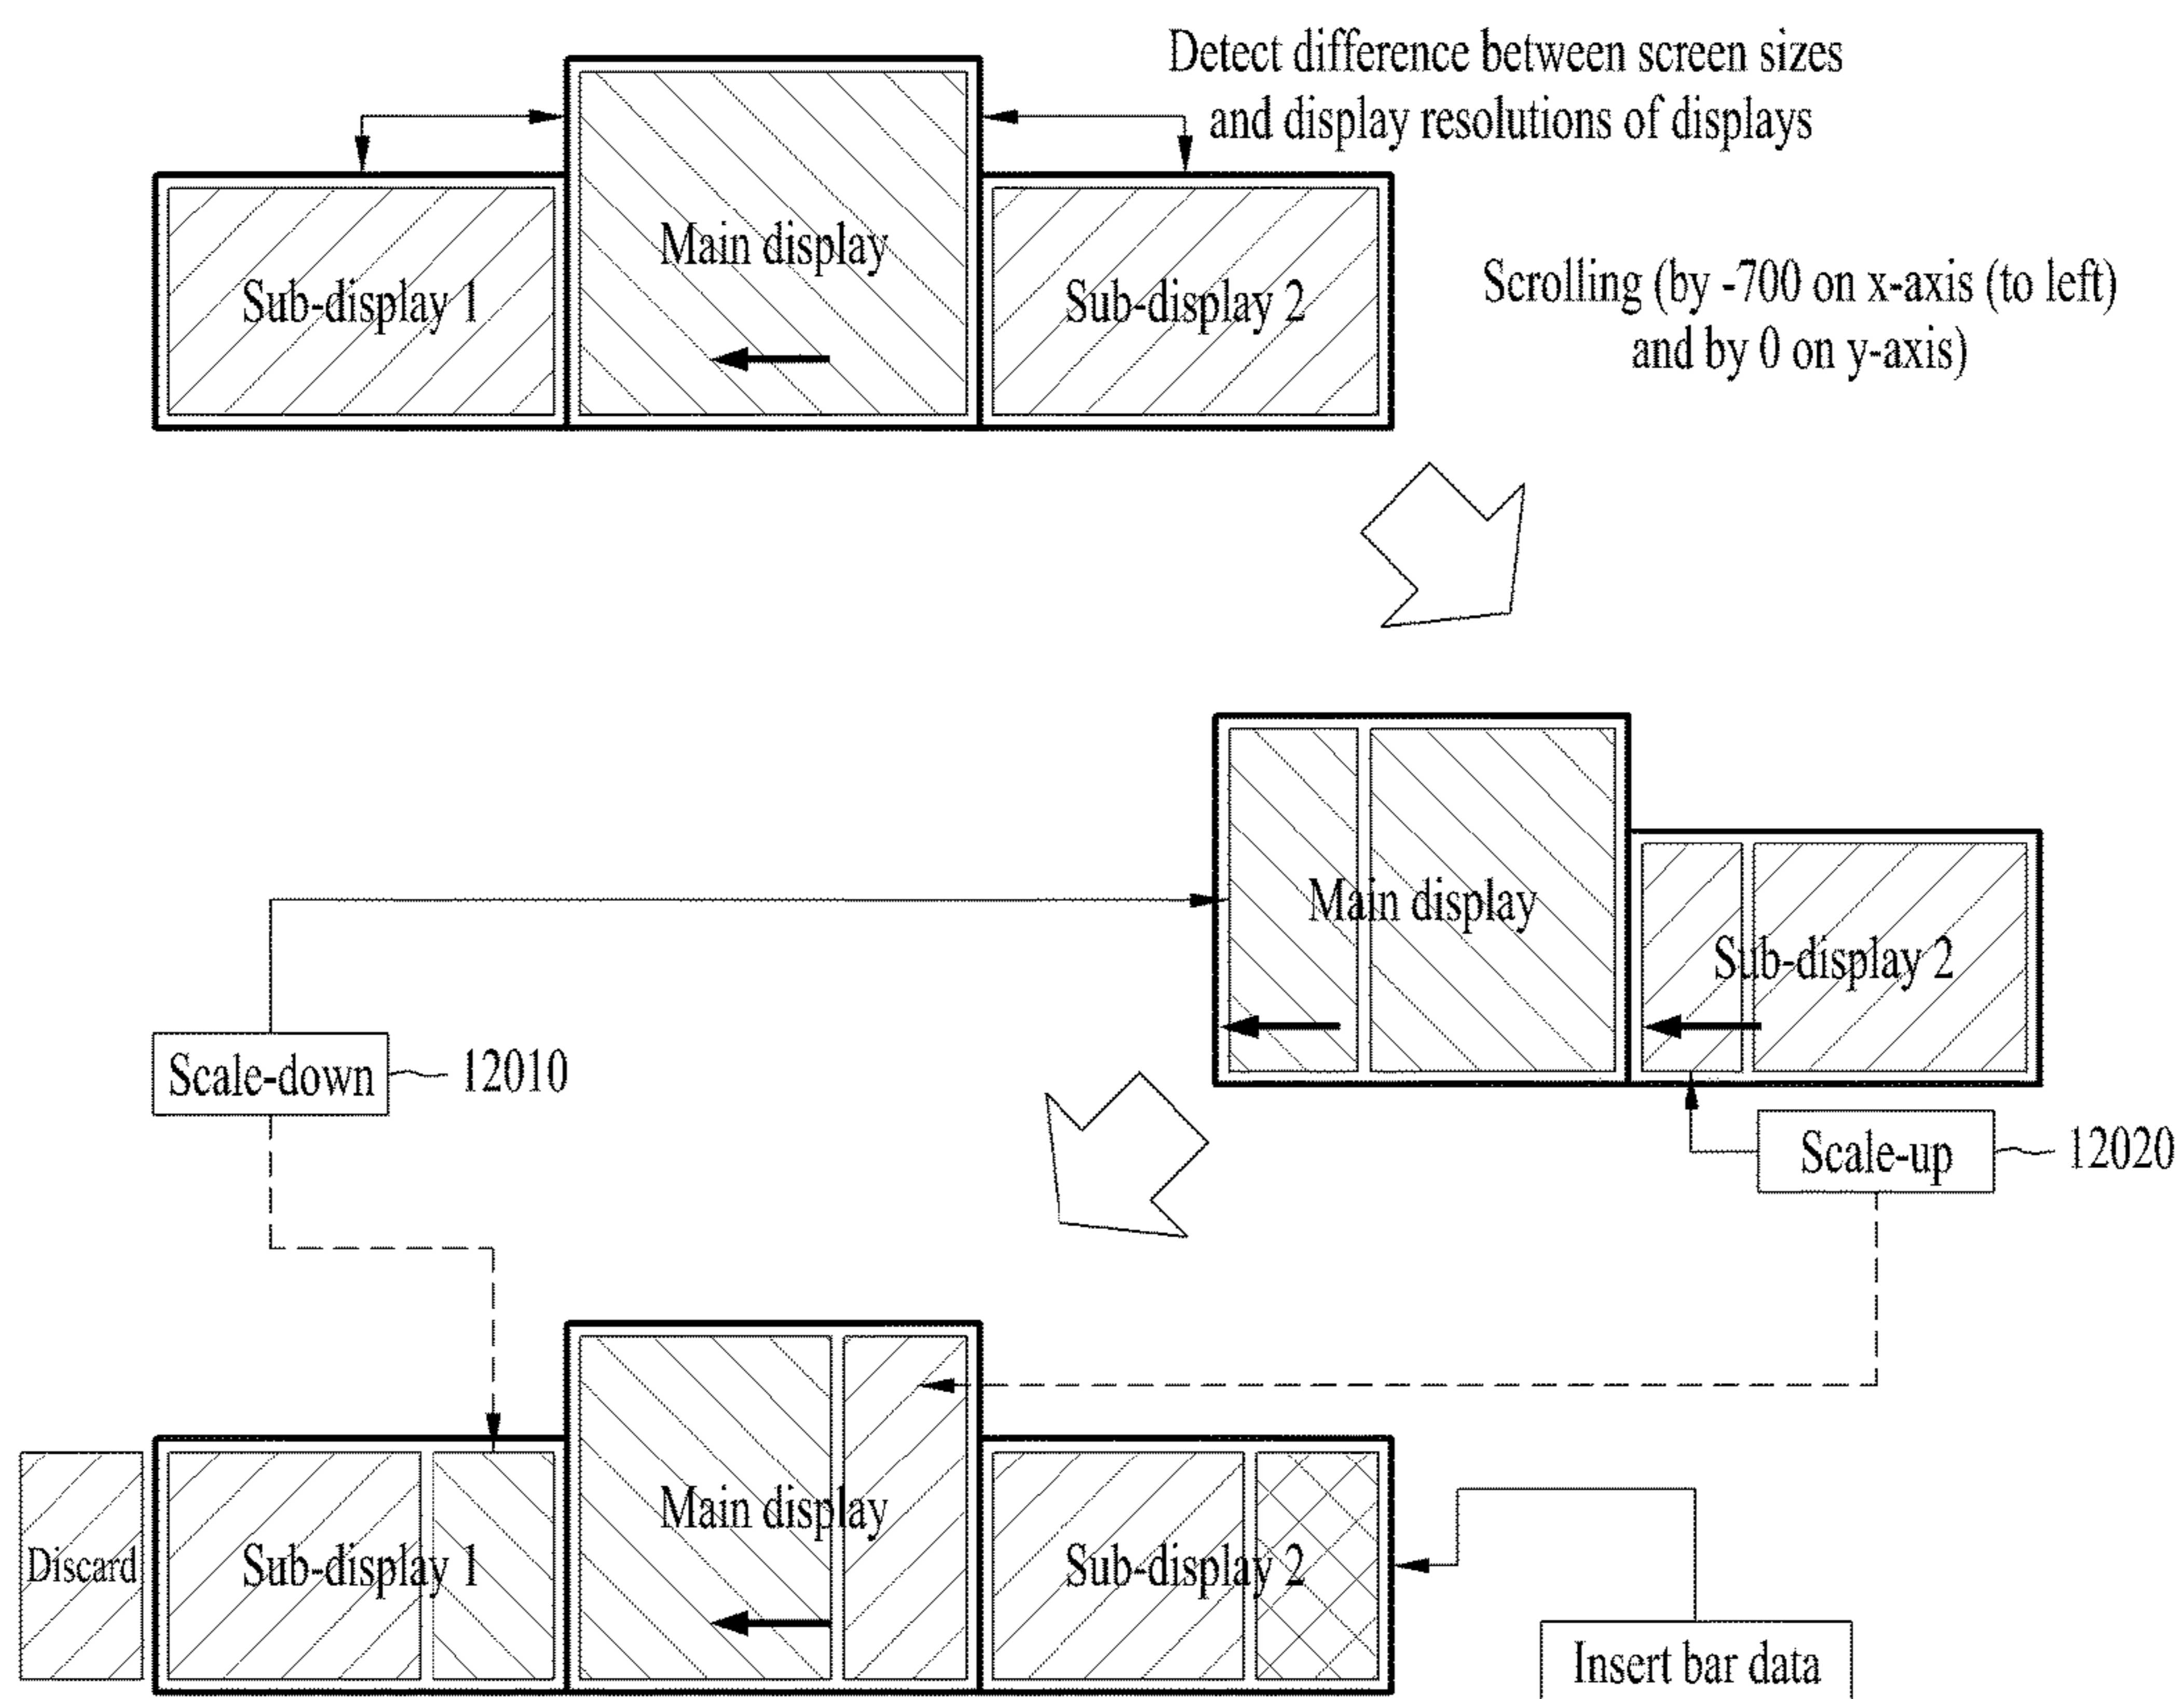 Detect difference between screen sizes
and display resolutions of displays
Main display
Sub-display 1
Sub-display 2
Scrolling (by -700 on x-axis (to left)
and by 0 on y-axis)
Main display
Sub-display 2
Scale-down
12010
Scale-up
12020
Main display
Discard
Sub-display 1
Sub-display 2
Insert bar data